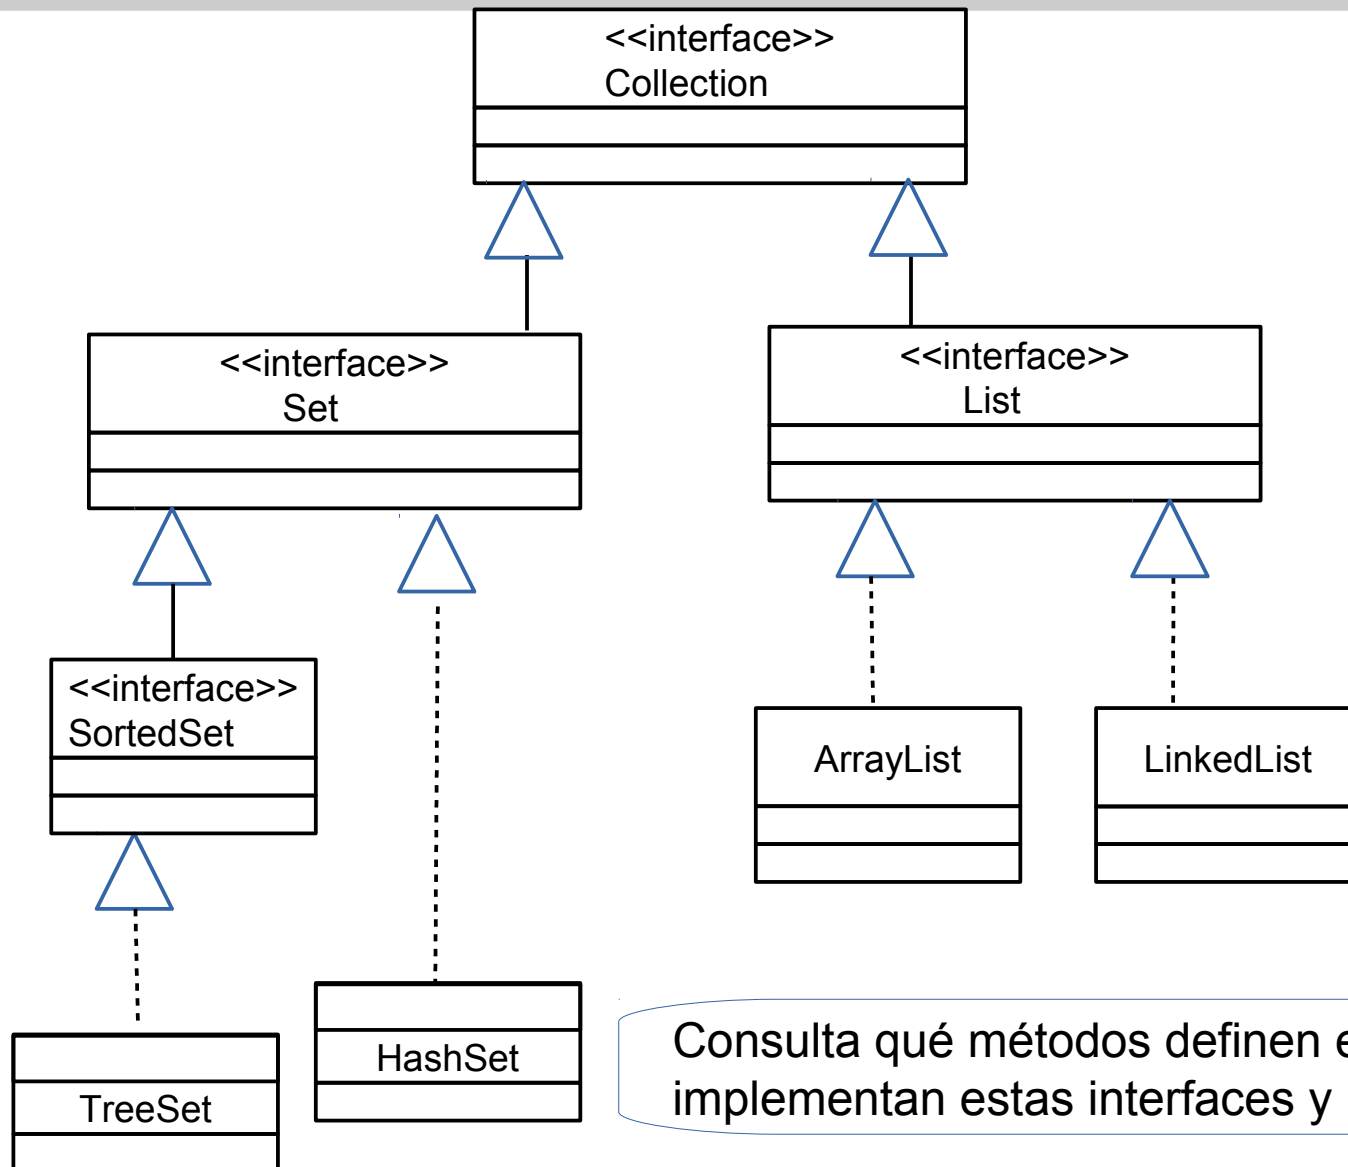 <<interface>>
Collection
<<interface>>
Set
<<interface>>
List
<<interface>>
SortedSet
ArrayList
LinkedList
HashSet
TreeSet
Consulta qué métodos definen
implementan estas interfaces y